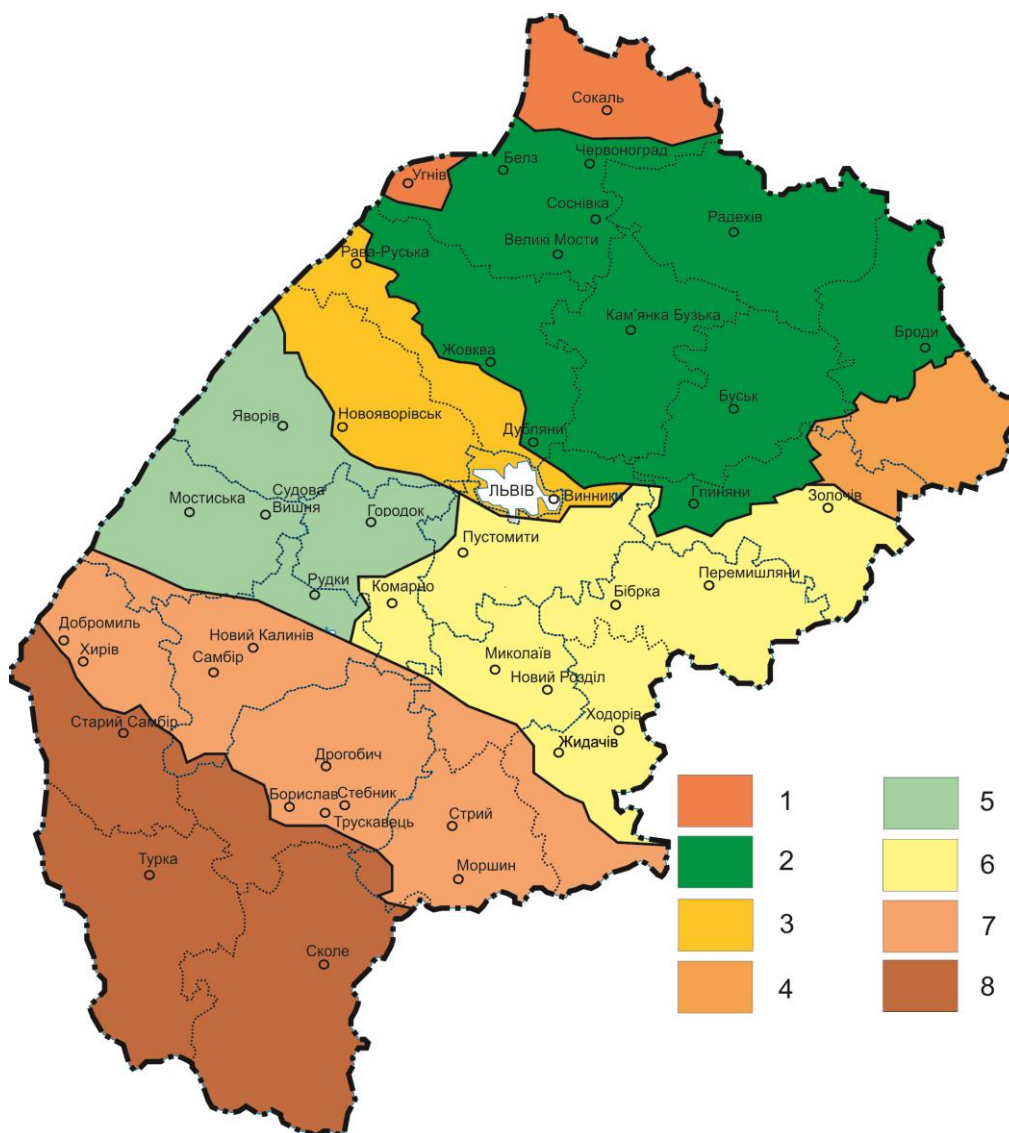 Сокаль
Червоноград
Белз
Угнів
Соснівка
Радехів
Великі Мости
Рава-Руська
Кам'янка Бузька
Броди
Жовква
Буськ
Яворів
Новояворівськ
Дубляни
ЛЬВІВ
Винники
Глиняни
Золочів
Мостиська
Судова
Вишня
Городок
Пустомити
Рудки
Комарно
Бібрка
Перемишляни
Добромиль
Хирів
Новий Калинів
Самбір
Миколаїв
Новий Розділ
Ходорів
Старий Самбір
Жидачів
Дрогобич
Борислав
Стебник
Трускавець
Стрий
Турка
Моршин
Сколе
1
2
3
4
5
6
7
8